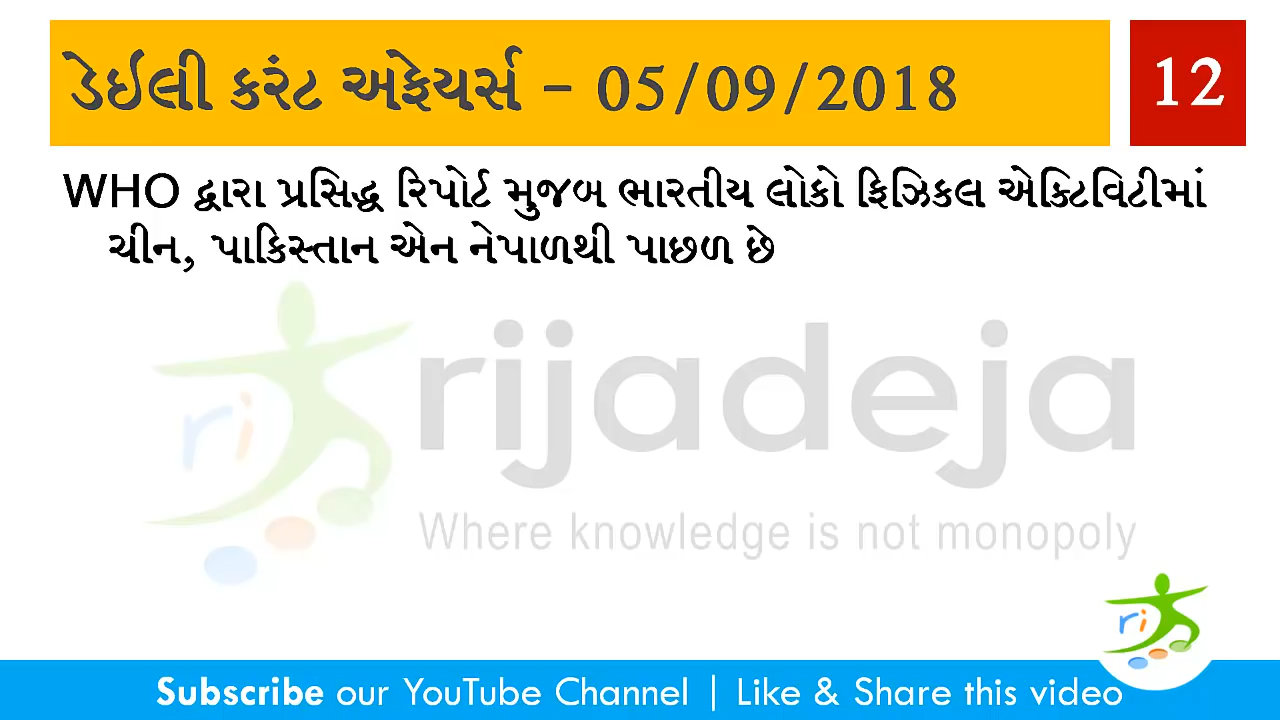 ડેઈલી કરંટ અફેયર્સ – 05/09/2018
12
WHO દ્વારા પ્રસિદ્ધ રિપોર્ટ મુજબ ભારતીય લોકો ફિઝિકલ એક્ટિવિટીમાં
ચીન, પાકિસ્તાન એન નેપાળથી પાછળ છે
ri rijadeja
Where knowledge is not monopoly
ri
Subscribe our YouTube Channel | Like & Share this video